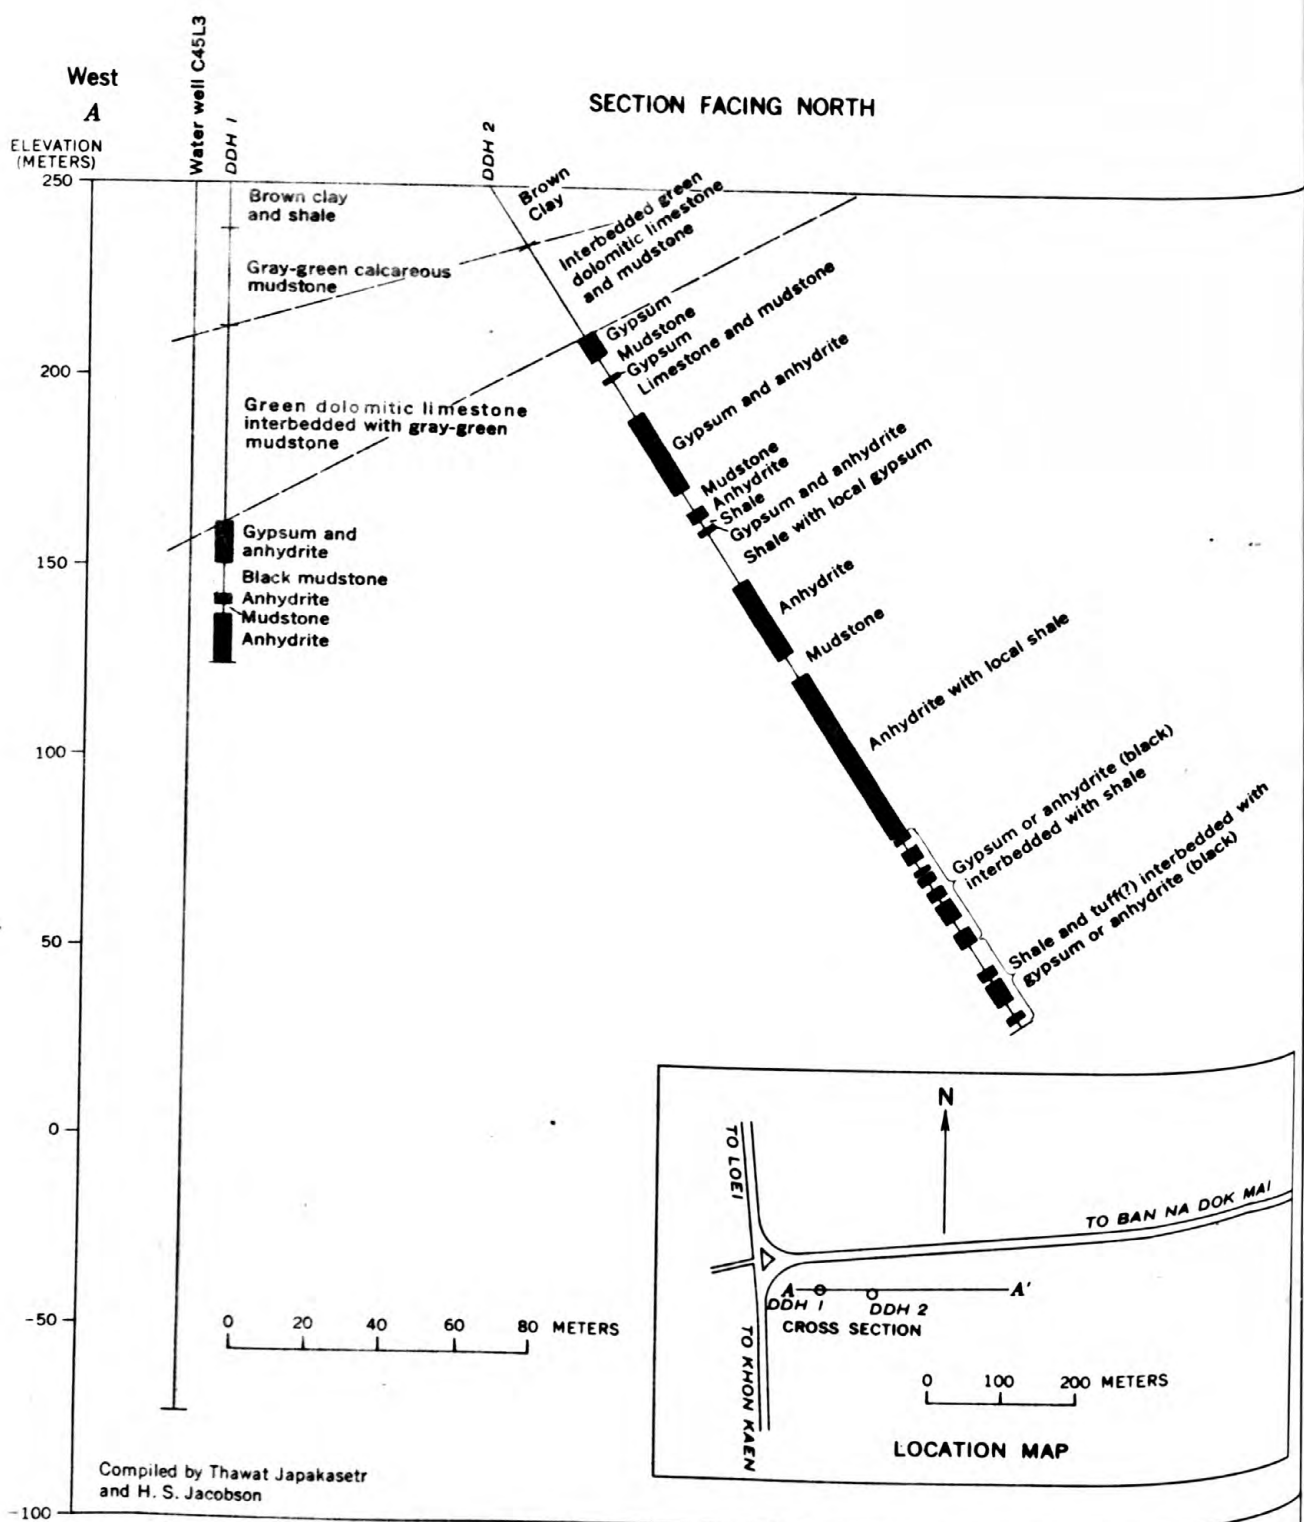 West
A
ELEVATION
(METERS)
Water well C45L3
DDH 1
DDH 2
SECTION FACING NORTH
250
200
150
100
50
0
-50
-100
Brown clay
and shale
Gray-green calcareous
mudstone
Green dolomitic limestone
interbedded with gray-green
mudstone
Gypsum and
anhydrite
Black mudstone
Anhydrite
Mudstone
Anhydrite
Brown
Clay
Interbedded green
dolomitic limestone
and mudstone
Gypsum
Mudstone
Gypsum
Limestone and mudstone
Gypsum and anhydrite
Mudstone
Anhydrite
Shale
Gypsum and anhydrite
Shale with local gypsum
Anhydrite
Mudstone
Anhydrite with local shale
Gypsum or anhydrite (black)
interbedded with shale
Shale and tuff(?) interbedded with
gypsum or anhydrite (black)
0 20 40 60 80 METERS
Compiled by Thawat Japakasetr
and H. S. Jacobson
N
TO LOEI
TO BAN NA DOK MAI
A A'
DDH 1 DDH 2
CROSS SECTION
TO KHON KAEN
0 100 200 METERS
LOCATION MAP